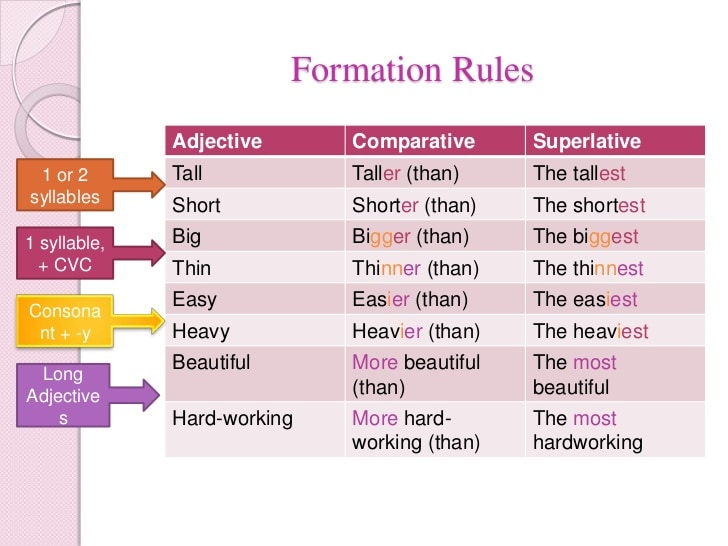 Formation Rules
Adjective Comparative Superlative
1 or 2
syllables
Tall Taller (than) The tallest
Short Shorter (than) The shortest
1 syllable,
+ CVC
Big Bigger (than) The biggest
Thin Thinner (than) The thinnest
Consona
nt + -y
Easy Easier (than) The easiest
Heavy Heavier (than) The heaviest
Long
Adjective
s
Beautiful More beautiful The most
(than) beautiful
Hard-working More hard- The most
working (than) hardworking